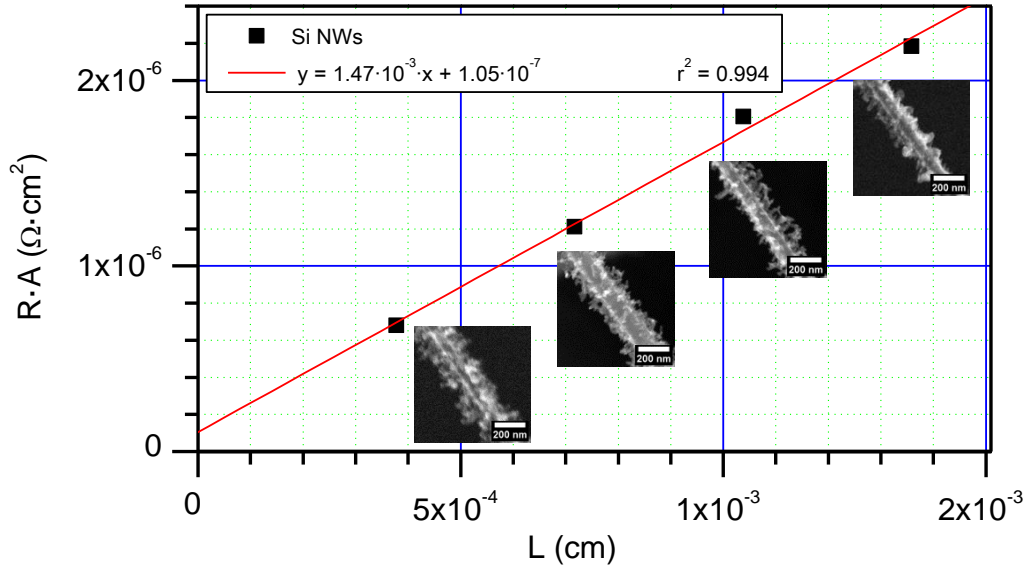 Si NWs
y = 1.47·10⁻³·x + 1.05·10⁻⁷ r² = 0.994
2x10⁻⁶
1x10⁻⁶
0
R·A (Ω·cm²)
200 nm
200 nm
200 nm
200 nm
0 5x10⁻⁴ 1x10⁻³ 2x10⁻³
L (cm)